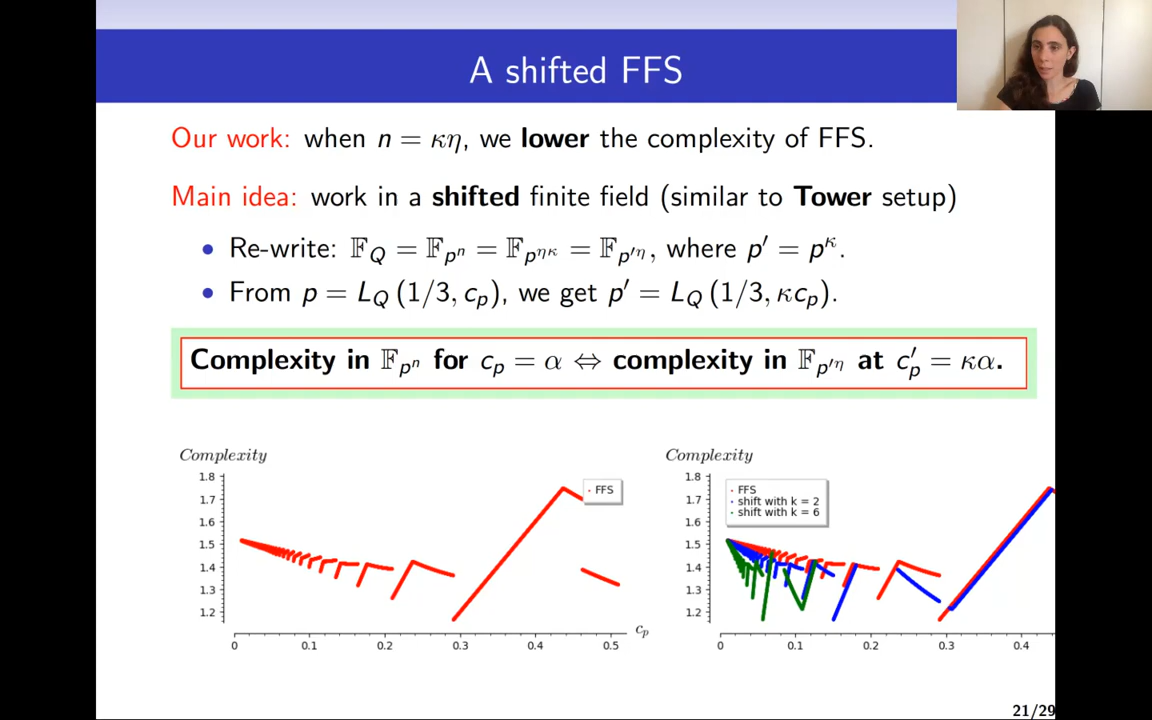 A shifted FFS
Our work: when n = κη, we lower the complexity of FFS.
Main idea: work in a shifted finite field (similar to Tower setup)
• Re-write: 𝔽_Q = 𝔽_{p^n} = 𝔽_{p^{ηκ}} = 𝔽_{p′^η}, where p′ = p^κ.
• From p = L_Q (1/3, c_p), we get p′ = L_Q (1/3, κc_p).
Complexity in 𝔽_{p^n} for c_p = α ⇔ complexity in 𝔽_{p′^η} at c′_p = κα.
Complexity
1.8
1.7
1.6
1.5
1.4
1.3
1.2
0 0.1 0.2 0.3 0.4 0.5
c_p
FFS
Complexity
1.8
1.7
1.6
1.5
1.4
1.3
1.2
0 0.1 0.2 0.3 0.4
FFS
shift with k = 2
shift with k = 6
21/29